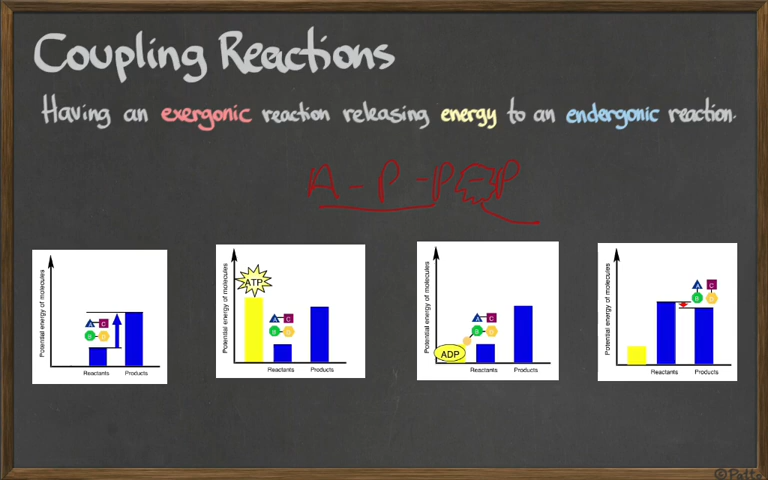 Coupling Reactions
Having an exergonic reaction releasing energy to an endergonic reaction.
A - P - P - P
Potential energy of molecules
A C
B D
Reactants Products
Potential energy of molecules
ATP
A C
B D
Reactants Products
Potential energy of molecules
A C
B D
ADP
Reactants Products
Potential energy of molecules
A C
B D
Reactants Products